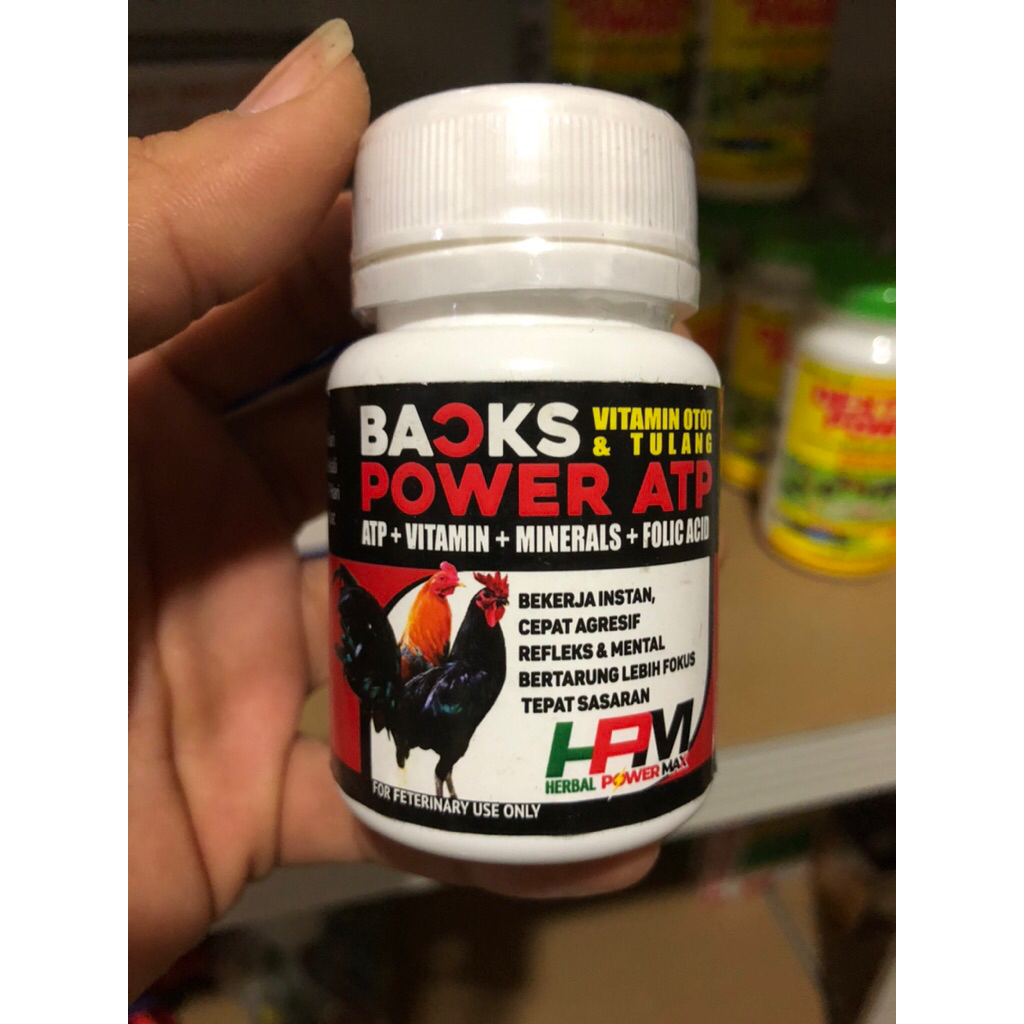 BACKS
VITAMIN OTOT
& TULANG
POWER ATP
ATP + VITAMIN + MINERALS + FOLIC ACID
BEKERJA INSTAN,
CEPAT AGRESIF
REFLEKS & MENTAL
BERTARUNG LEBIH FOKUS
TEPAT SASARAN
HPM
HERBAL POWER MAX
FOR FETERINARY USE ONLY